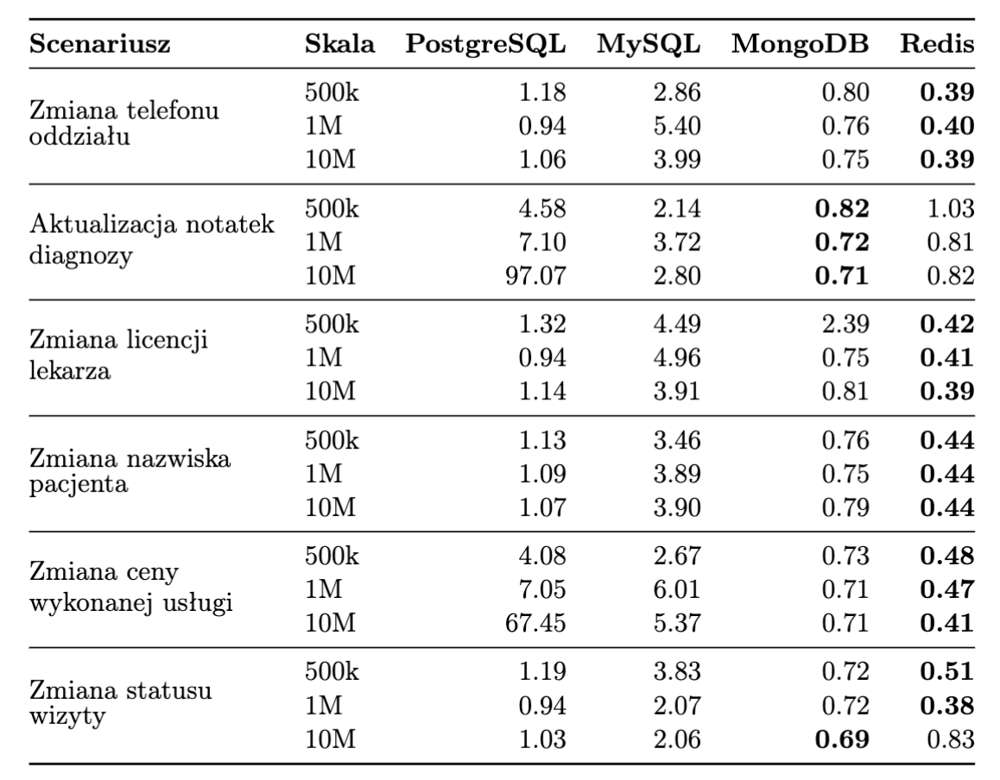 Scenariusz Skala PostgreSQL MySQL MongoDB Redis
Zmiana telefonu
oddziału
500k 1.18 2.86 0.80 0.39
1M 0.94 5.40 0.76 0.40
10M 1.06 3.99 0.75 0.39
Aktualizacja notatek
diagnozy
500k 4.58 2.14 0.82 1.03
1M 7.10 3.72 0.72 0.81
10M 97.07 2.80 0.71 0.82
Zmiana licencji
lekarza
500k 1.32 4.49 2.39 0.42
1M 0.94 4.96 0.75 0.41
10M 1.14 3.91 0.81 0.39
Zmiana nazwiska
pacjenta
500k 1.13 3.46 0.76 0.44
1M 1.09 3.89 0.75 0.44
10M 1.07 3.90 0.79 0.44
Zmiana ceny
wykonanej usługi
500k 4.08 2.67 0.73 0.48
1M 7.05 6.01 0.71 0.47
10M 67.45 5.37 0.71 0.41
Zmiana statusu
wizyty
500k 1.19 3.83 0.72 0.51
1M 0.94 2.07 0.72 0.38
10M 1.03 2.06 0.69 0.83